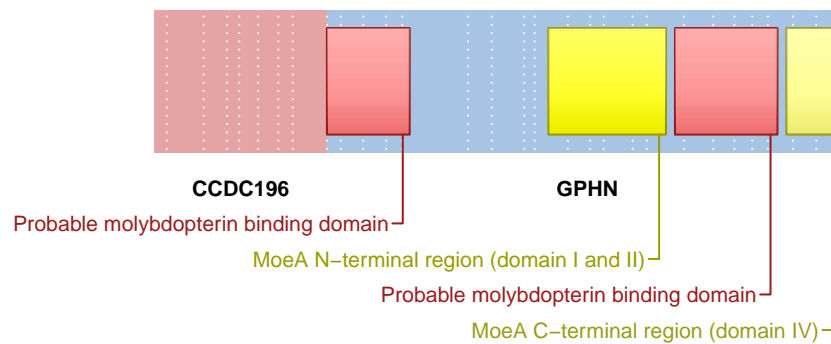 CCDC196 GPHN
Probable molybdopterin binding domain
MoeA N−terminal region (domain I and II)
Probable molybdopterin binding domain
MoeA C−terminal region (domain IV)